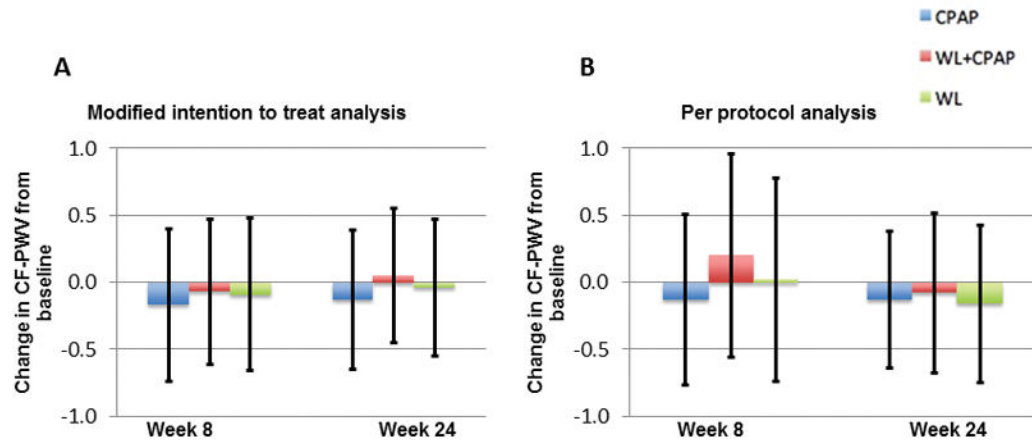 CPAP
WL+CPAP
WL
A
Modified intention to treat analysis
Change in CF-PWV from
baseline
1.0
0.5
0.0
-0.5
-1.0
Week 8
Week 24
B
Per protocol analysis
Change in CF-PWV from
baseline
1.0
0.5
0.0
-0.5
-1.0
Week 8
Week 24